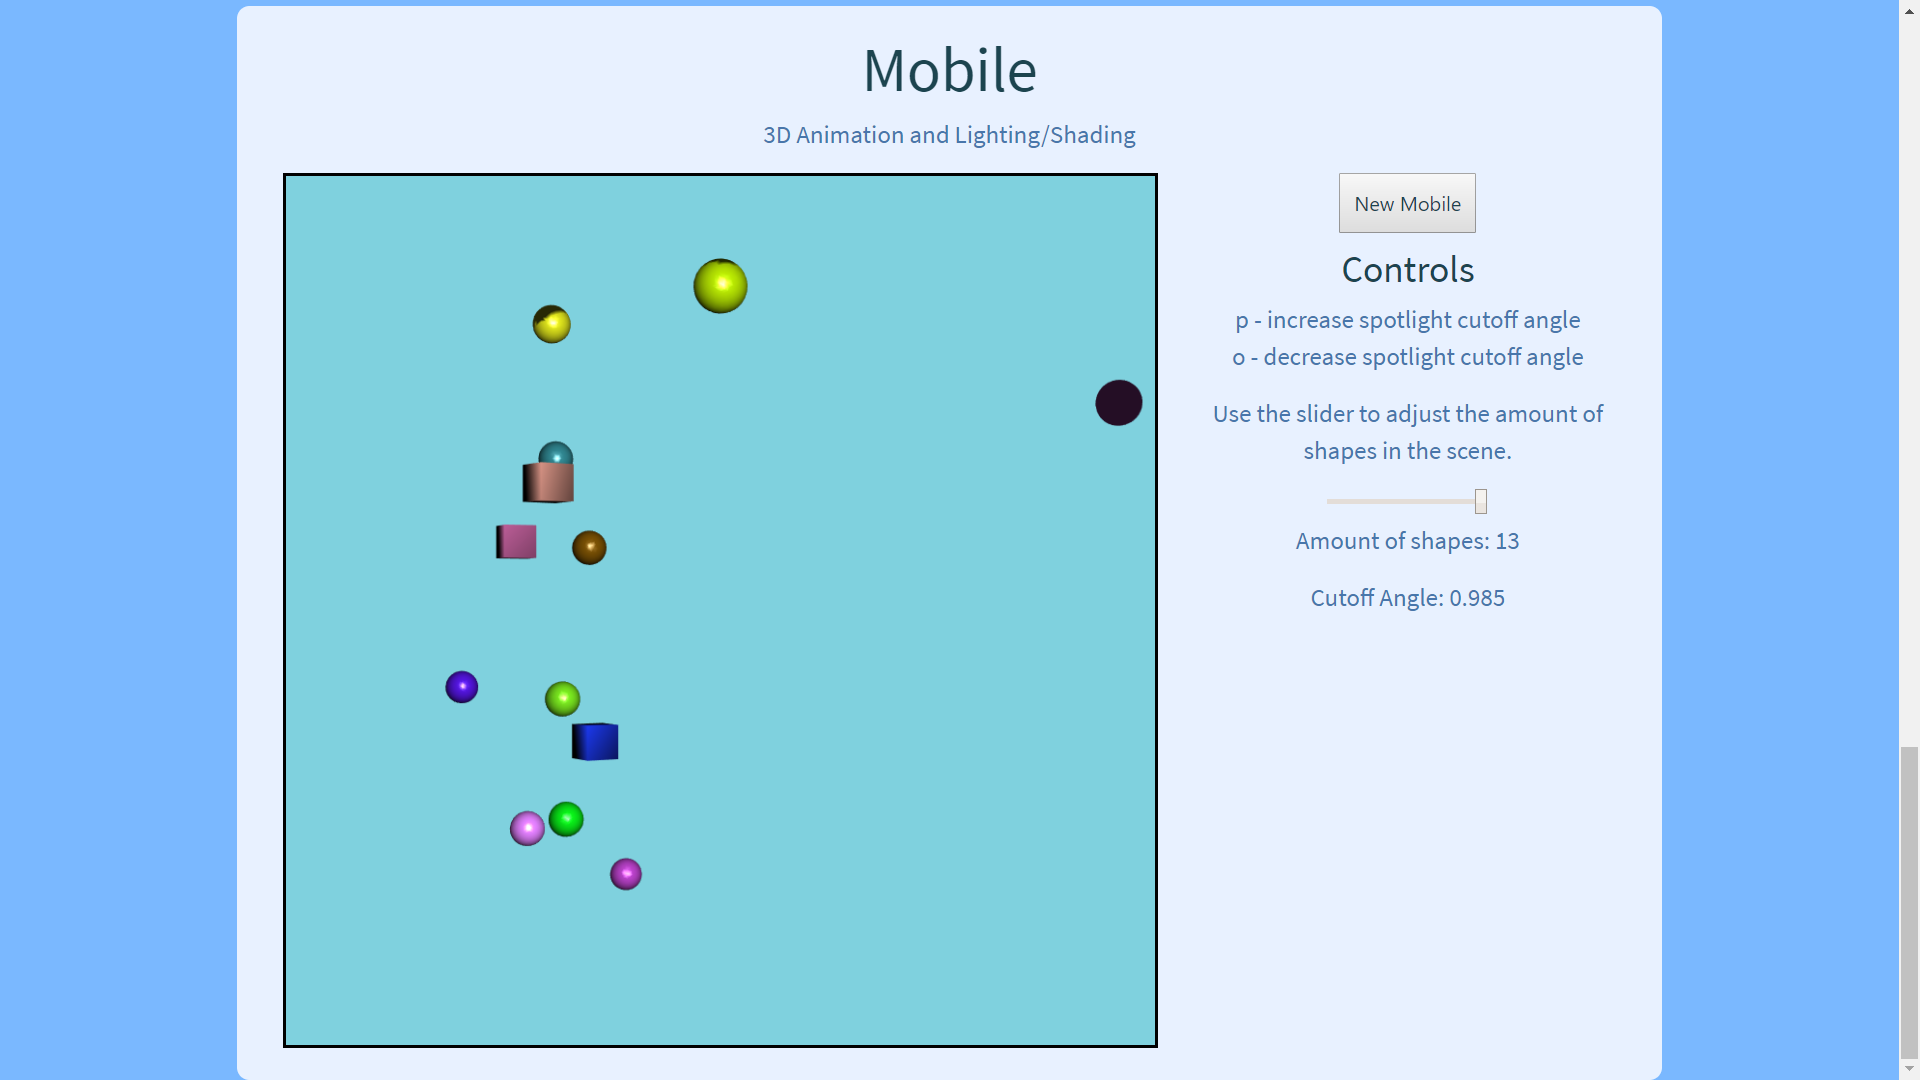 Mobile
3D Animation and Lighting/Shading
New Mobile
Controls
p - increase spotlight cutoff angle
o - decrease spotlight cutoff angle
Use the slider to adjust the amount of
shapes in the scene.
Amount of shapes: 13
Cutoff Angle: 0.985